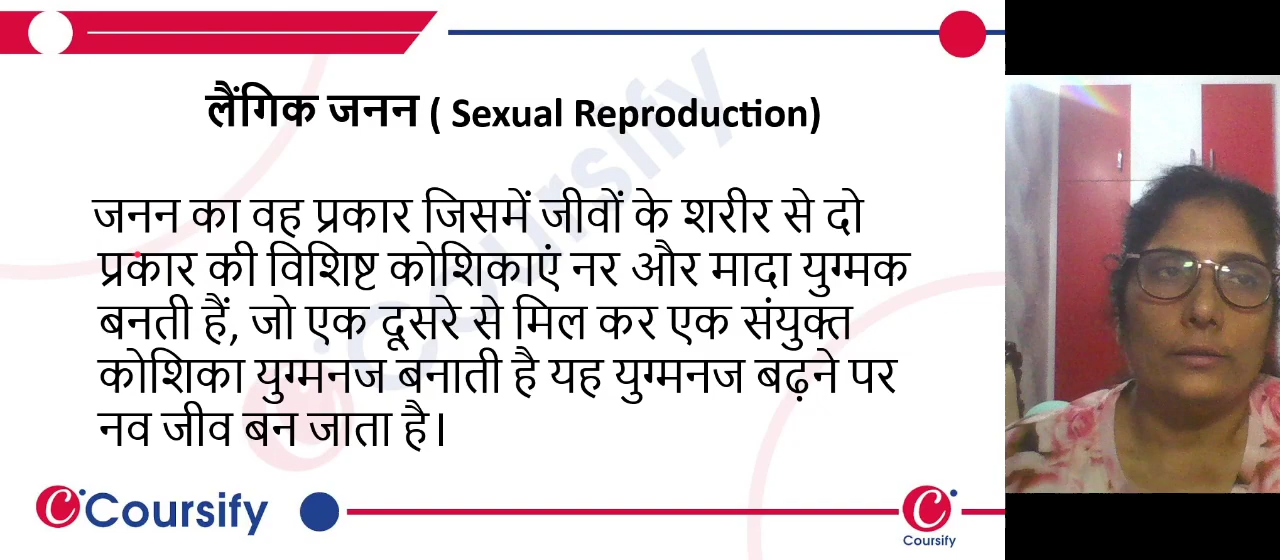 लैंगिक जनन ( Sexual Reproduction)
जनन का वह प्रकार जिसमें जीवों के शरीर से दो
प्रकार की विशिष्ट कोशिकाएं नर और मादा युग्मक
बनती हैं, जो एक दूसरे से मिल कर एक संयुक्त
कोशिका युग्मनज बनाती है यह युग्मनज बढ़ने पर
नव जीव बन जाता है।
Coursify
Coursify
Coursify